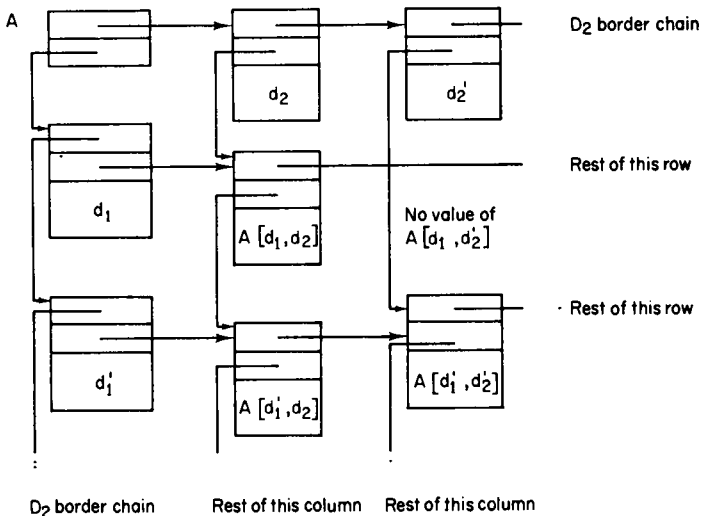 A
D₂ border chain
d₂
d₂'
d₁
Rest of this row
A [d₁, d₂]
No value of
A [d₁, d₂']
Rest of this row
d₁'
A [d₁', d₂]
A [d₁', d₂']
D₂ border chain
Rest of this column
Rest of this column